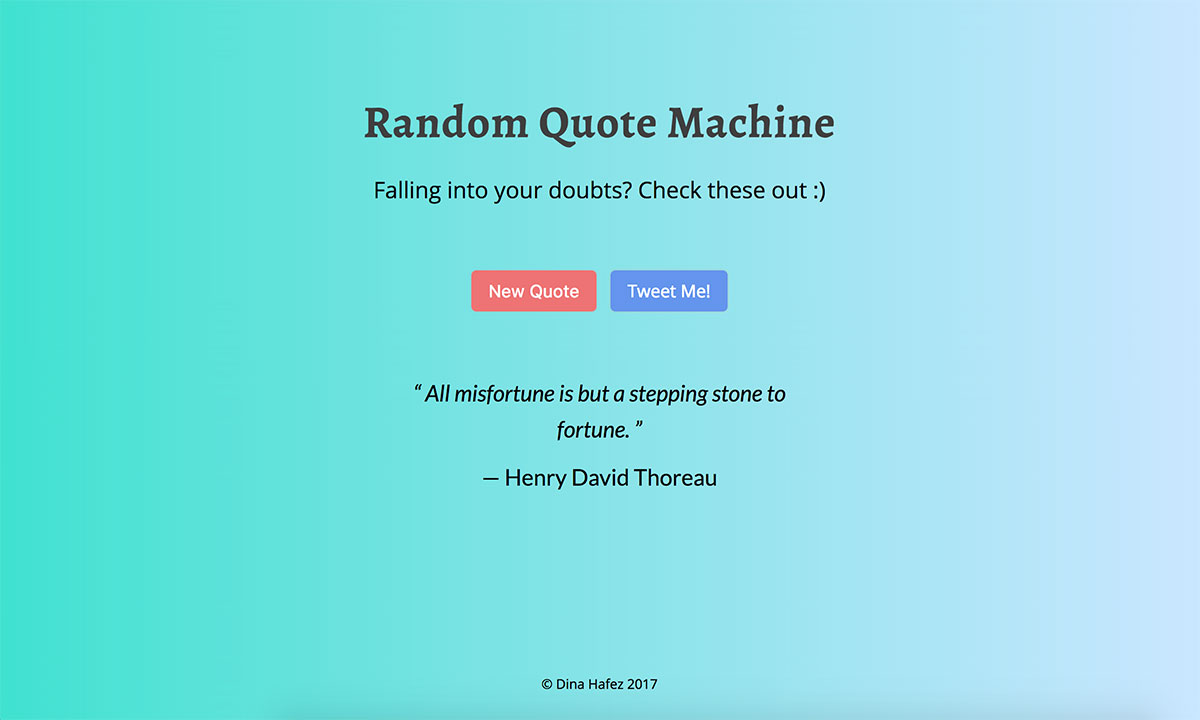 Random Quote Machine
Falling into your doubts? Check these out :)
New Quote
Tweet Me!
“ All misfortune is but a stepping stone to
fortune. ”
— Henry David Thoreau
© Dina Hafez 2017